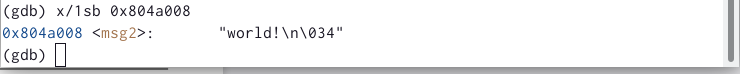 (gdb) x/1sb 0x804a008
0x804a008 <msg2>:        "world!\n\034"
(gdb)